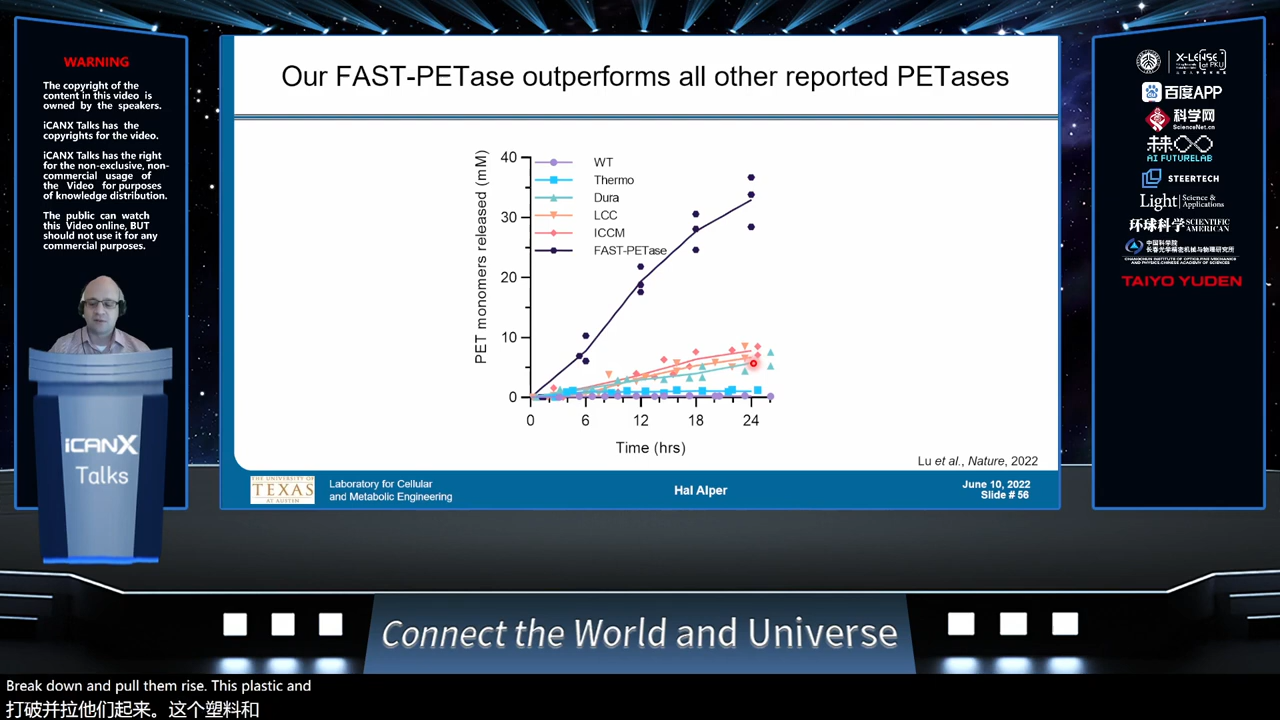 WARNING
The copyright of the
content in this video is
owned by the speakers.
iCANX Talks has the
copyrights for the video.
iCANX Talks has the right
for the non-exclusive, non-
commercial usage of
the Video for purposes
of knowledge distribution.
The public can watch
this Video online, BUT
should not use it for any
commercial purposes.
iCANX
Talks
Our FAST-PETase outperforms all other reported PETases
PET monomers released (mM)
40
30
20
10
0
WT
Thermo
Dura
LCC
ICCM
FAST-PETase
0 6 12 18 24
Time (hrs)
Lu et al., Nature, 2022
THE UNIVERSITY OF
TEXAS
AT AUSTIN
Laboratory for Cellular
and Metabolic Engineering
Hal Alper
June 10, 2022
Slide # 56
X-LENSE
at PKU
百度APP
科学网
ScienceNet.cn
未来
AI FUTURELAB
STEERTECH
Light Science & Applications
环球科学 SCIENTIFIC AMERICAN
中国科学院
长春光学精密机械与物理研究所
CHANGCHUN INSTITUTE OF OPTICS, FINE MECHANICS
AND PHYSICS, CHINESE ACADEMY OF SCIENCES
TAIYO YUDEN
Connect the World and Universe
Break down and pull them rise. This plastic and
打破并拉他们起来。这个塑料和